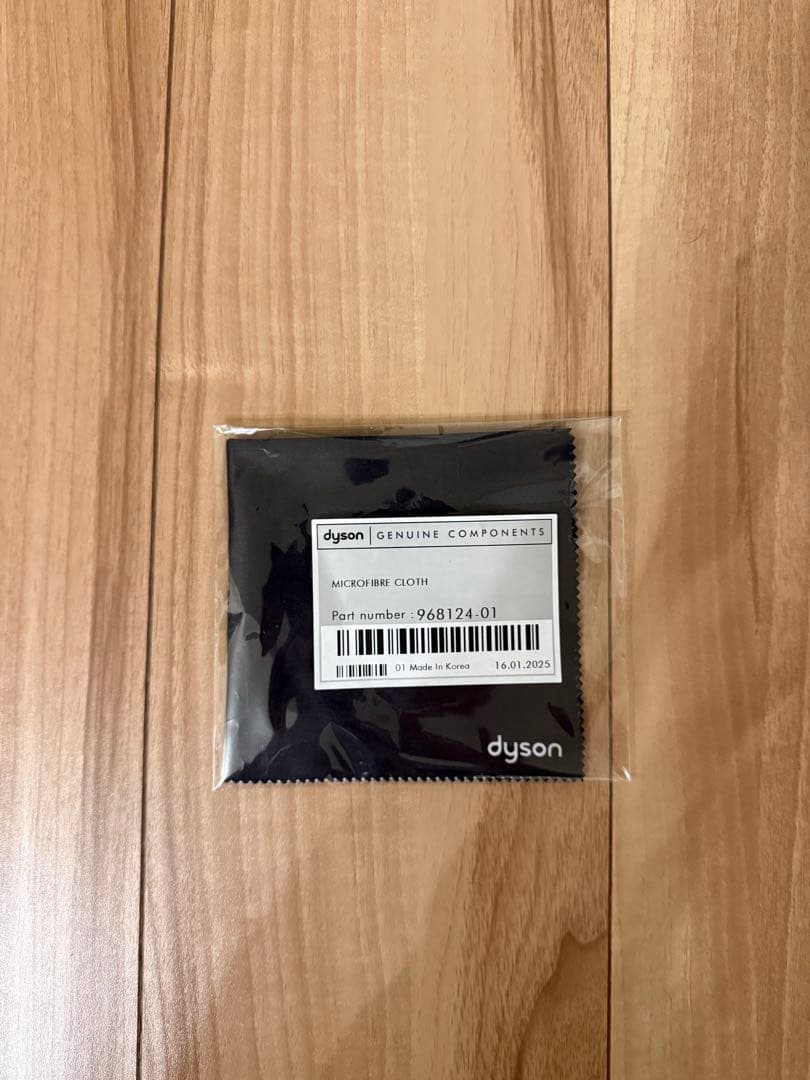 dyson GENUINE COMPONENTS
MICROFIBRE CLOTH
Part number : 968124-01
01 Made In Korea 16.01.2025
dyson